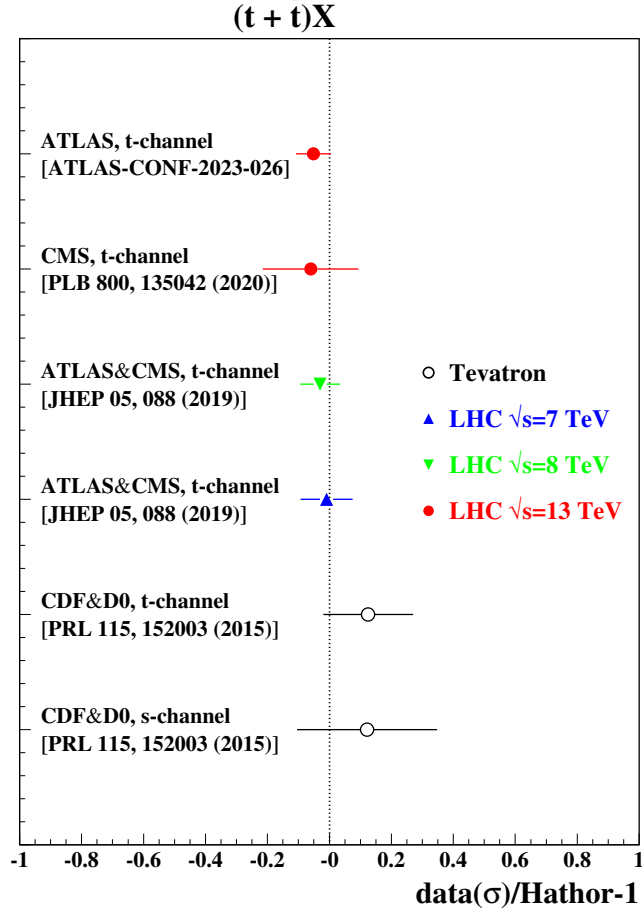 (t + t)X
ATLAS, t-channel
[ATLAS-CONF-2023-026]
CMS, t-channel
[PLB 800, 135042 (2020)]
ATLAS&CMS, t-channel
[JHEP 05, 088 (2019)]
ATLAS&CMS, t-channel
[JHEP 05, 088 (2019)]
CDF&D0, t-channel
[PRL 115, 152003 (2015)]
CDF&D0, s-channel
[PRL 115, 152003 (2015)]
Tevatron
LHC √s=7 TeV
LHC √s=8 TeV
LHC √s=13 TeV
-1 -0.8 -0.6 -0.4 -0.2 -0 0.2 0.4 0.6 0.8 1
data(σ)/Hathor-1